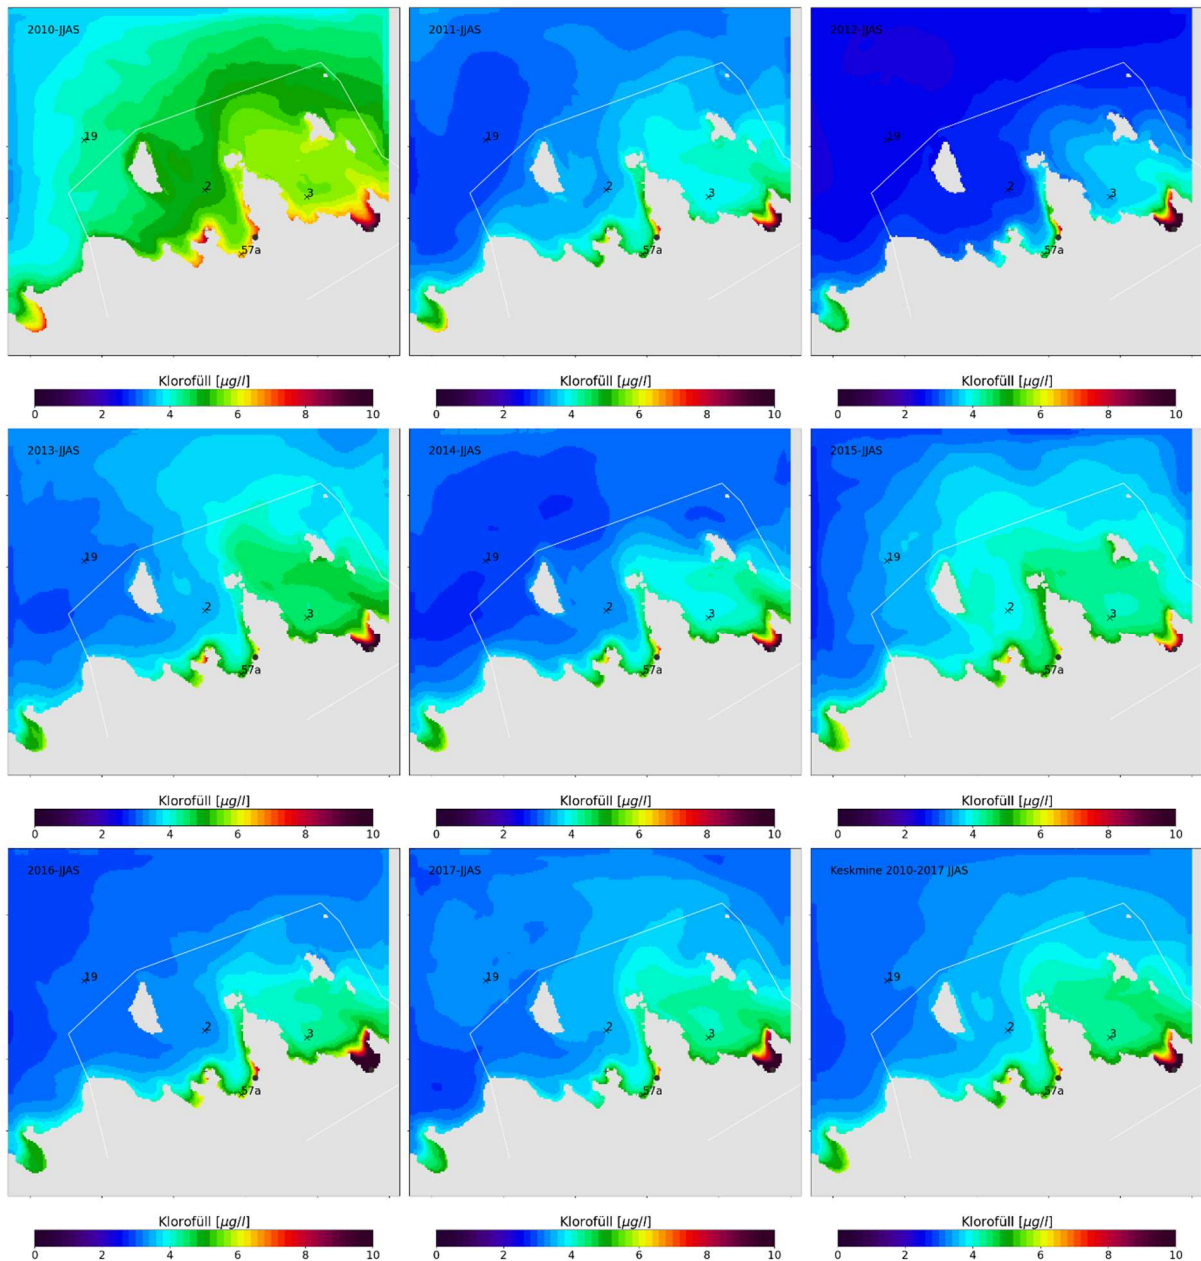 2010-JJAS
19
2
3
57a
Klorofüll [µg/l]
0 2 4 6 8 10
2011-JJAS
19
2
3
57a
Klorofüll [µg/l]
0 2 4 6 8 10
2012-JJAS
19
2
3
57a
Klorofüll [µg/l]
0 2 4 6 8 10
2013-JJAS
19
2
3
57a
Klorofüll [µg/l]
0 2 4 6 8 10
2014-JJAS
19
2
3
57a
Klorofüll [µg/l]
0 2 4 6 8 10
2015-JJAS
19
2
3
57a
Klorofüll [µg/l]
0 2 4 6 8 10
2016-JJAS
19
2
3
57a
Klorofüll [µg/l]
0 2 4 6 8 10
2017-JJAS
19
2
3
57a
Klorofüll [µg/l]
0 2 4 6 8 10
Keskmine 2010-2017 JJAS
19
2
3
57a
Klorofüll [µg/l]
0 2 4 6 8 10